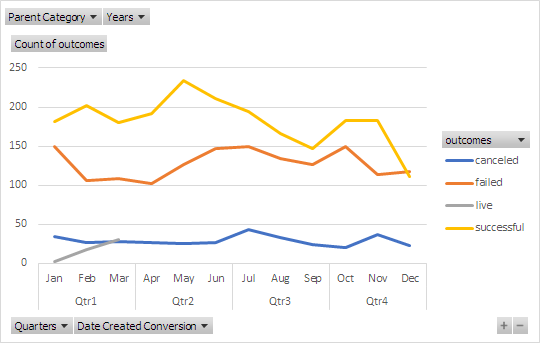 Parent Category Years
Count of outcomes
250
200
150
100
50
0
Jan Feb Mar Apr May Jun Jul Aug Sep Oct Nov Dec
Qtr1 Qtr2 Qtr3 Qtr4
outcomes
canceled
failed
live
successful
Quarters Date Created Conversion
+ −